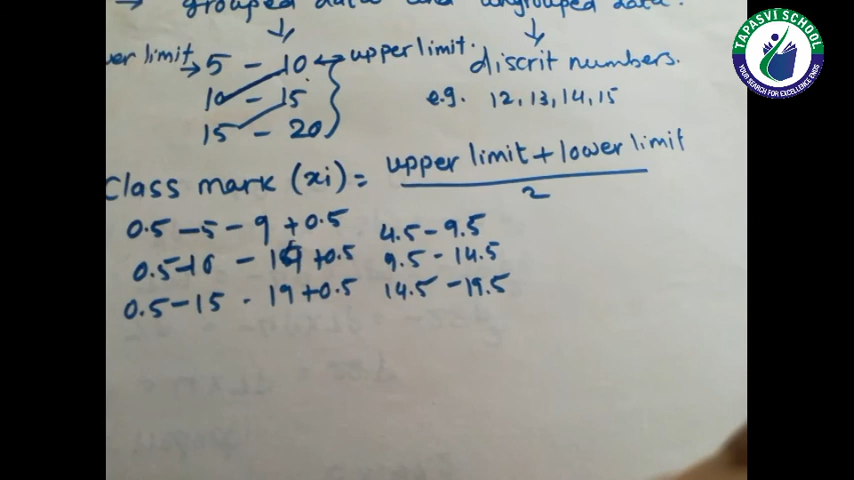 → grouped data and ungrouped data.
er limit → 5 - 10 ← upper limit.
discrit numbers.
10 - 15
e.g. 12, 13, 14, 15
15 - 20
Class mark (xi) = upper limit + lower limit
2
0.5 - 5 - 9 + 0.5 4.5 - 9.5
0.5 - 10 - 14 + 0.5 9.5 - 14.5
0.5 - 15 - 19 + 0.5 14.5 - 19.5
TAPASVI SCHOOL
YOUR SEARCH FOR EXCELLENCE ENDS